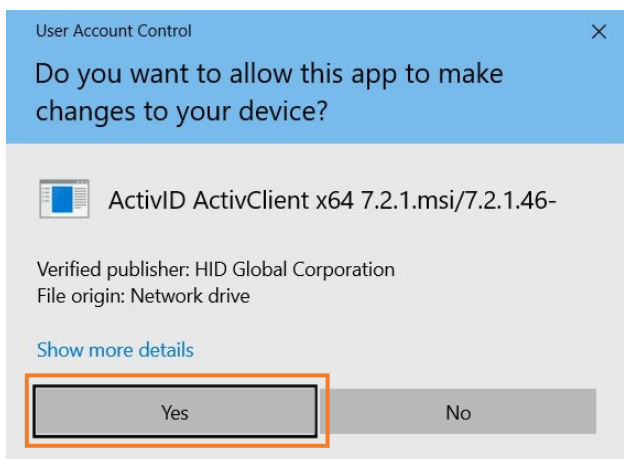 User Account Control
Do you want to allow this app to make
changes to your device?
ActivID ActivClient x64 7.2.1.msi/7.2.1.46-
Verified publisher: HID Global Corporation
File origin: Network drive
Show more details
Yes
No